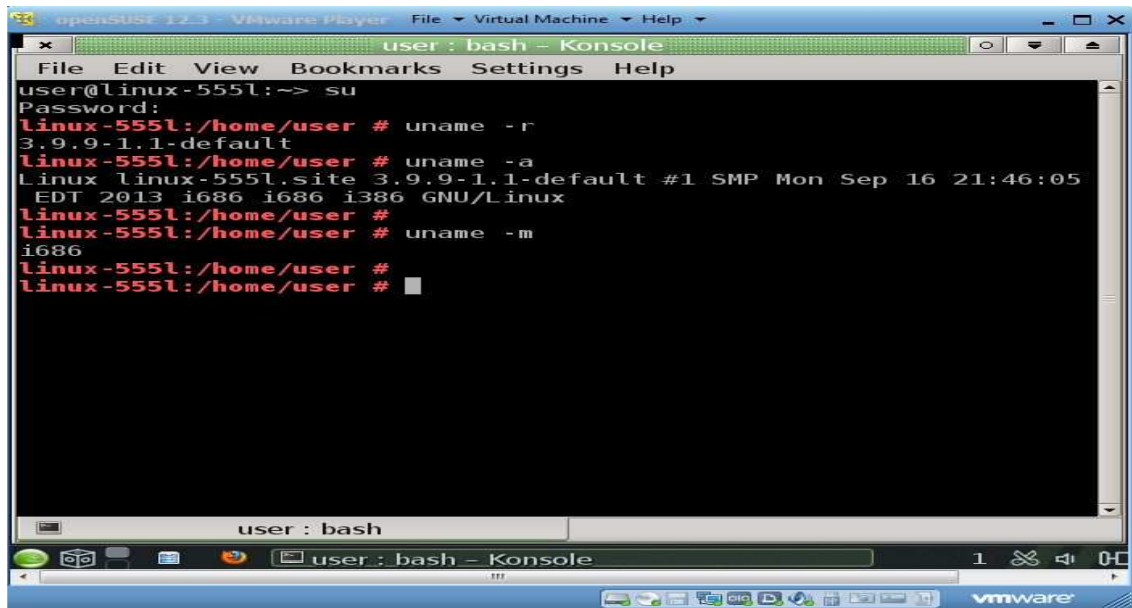 openSUSE 12.3 - VMware Player File Virtual Machine Help
user : bash – Konsole
File Edit View Bookmarks Settings Help
user@linux-555l:~> su
Password:
linux-555l:/home/user # uname -r
3.9.9-1.1-default
linux-555l:/home/user # uname -a
Linux linux-555l.site 3.9.9-1.1-default #1 SMP Mon Sep 16 21:46:05
EDT 2013 i686 i686 i386 GNU/Linux
linux-555l:/home/user #
linux-555l:/home/user # uname -m
i686
linux-555l:/home/user #
linux-555l:/home/user #
user : bash
user : bash – Konsole 1
vmware